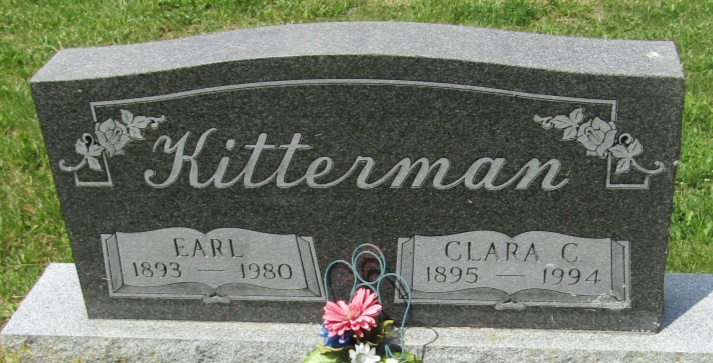 Kitterman
EARL
1893 — 1980
CLARA C.
1895 — 1994